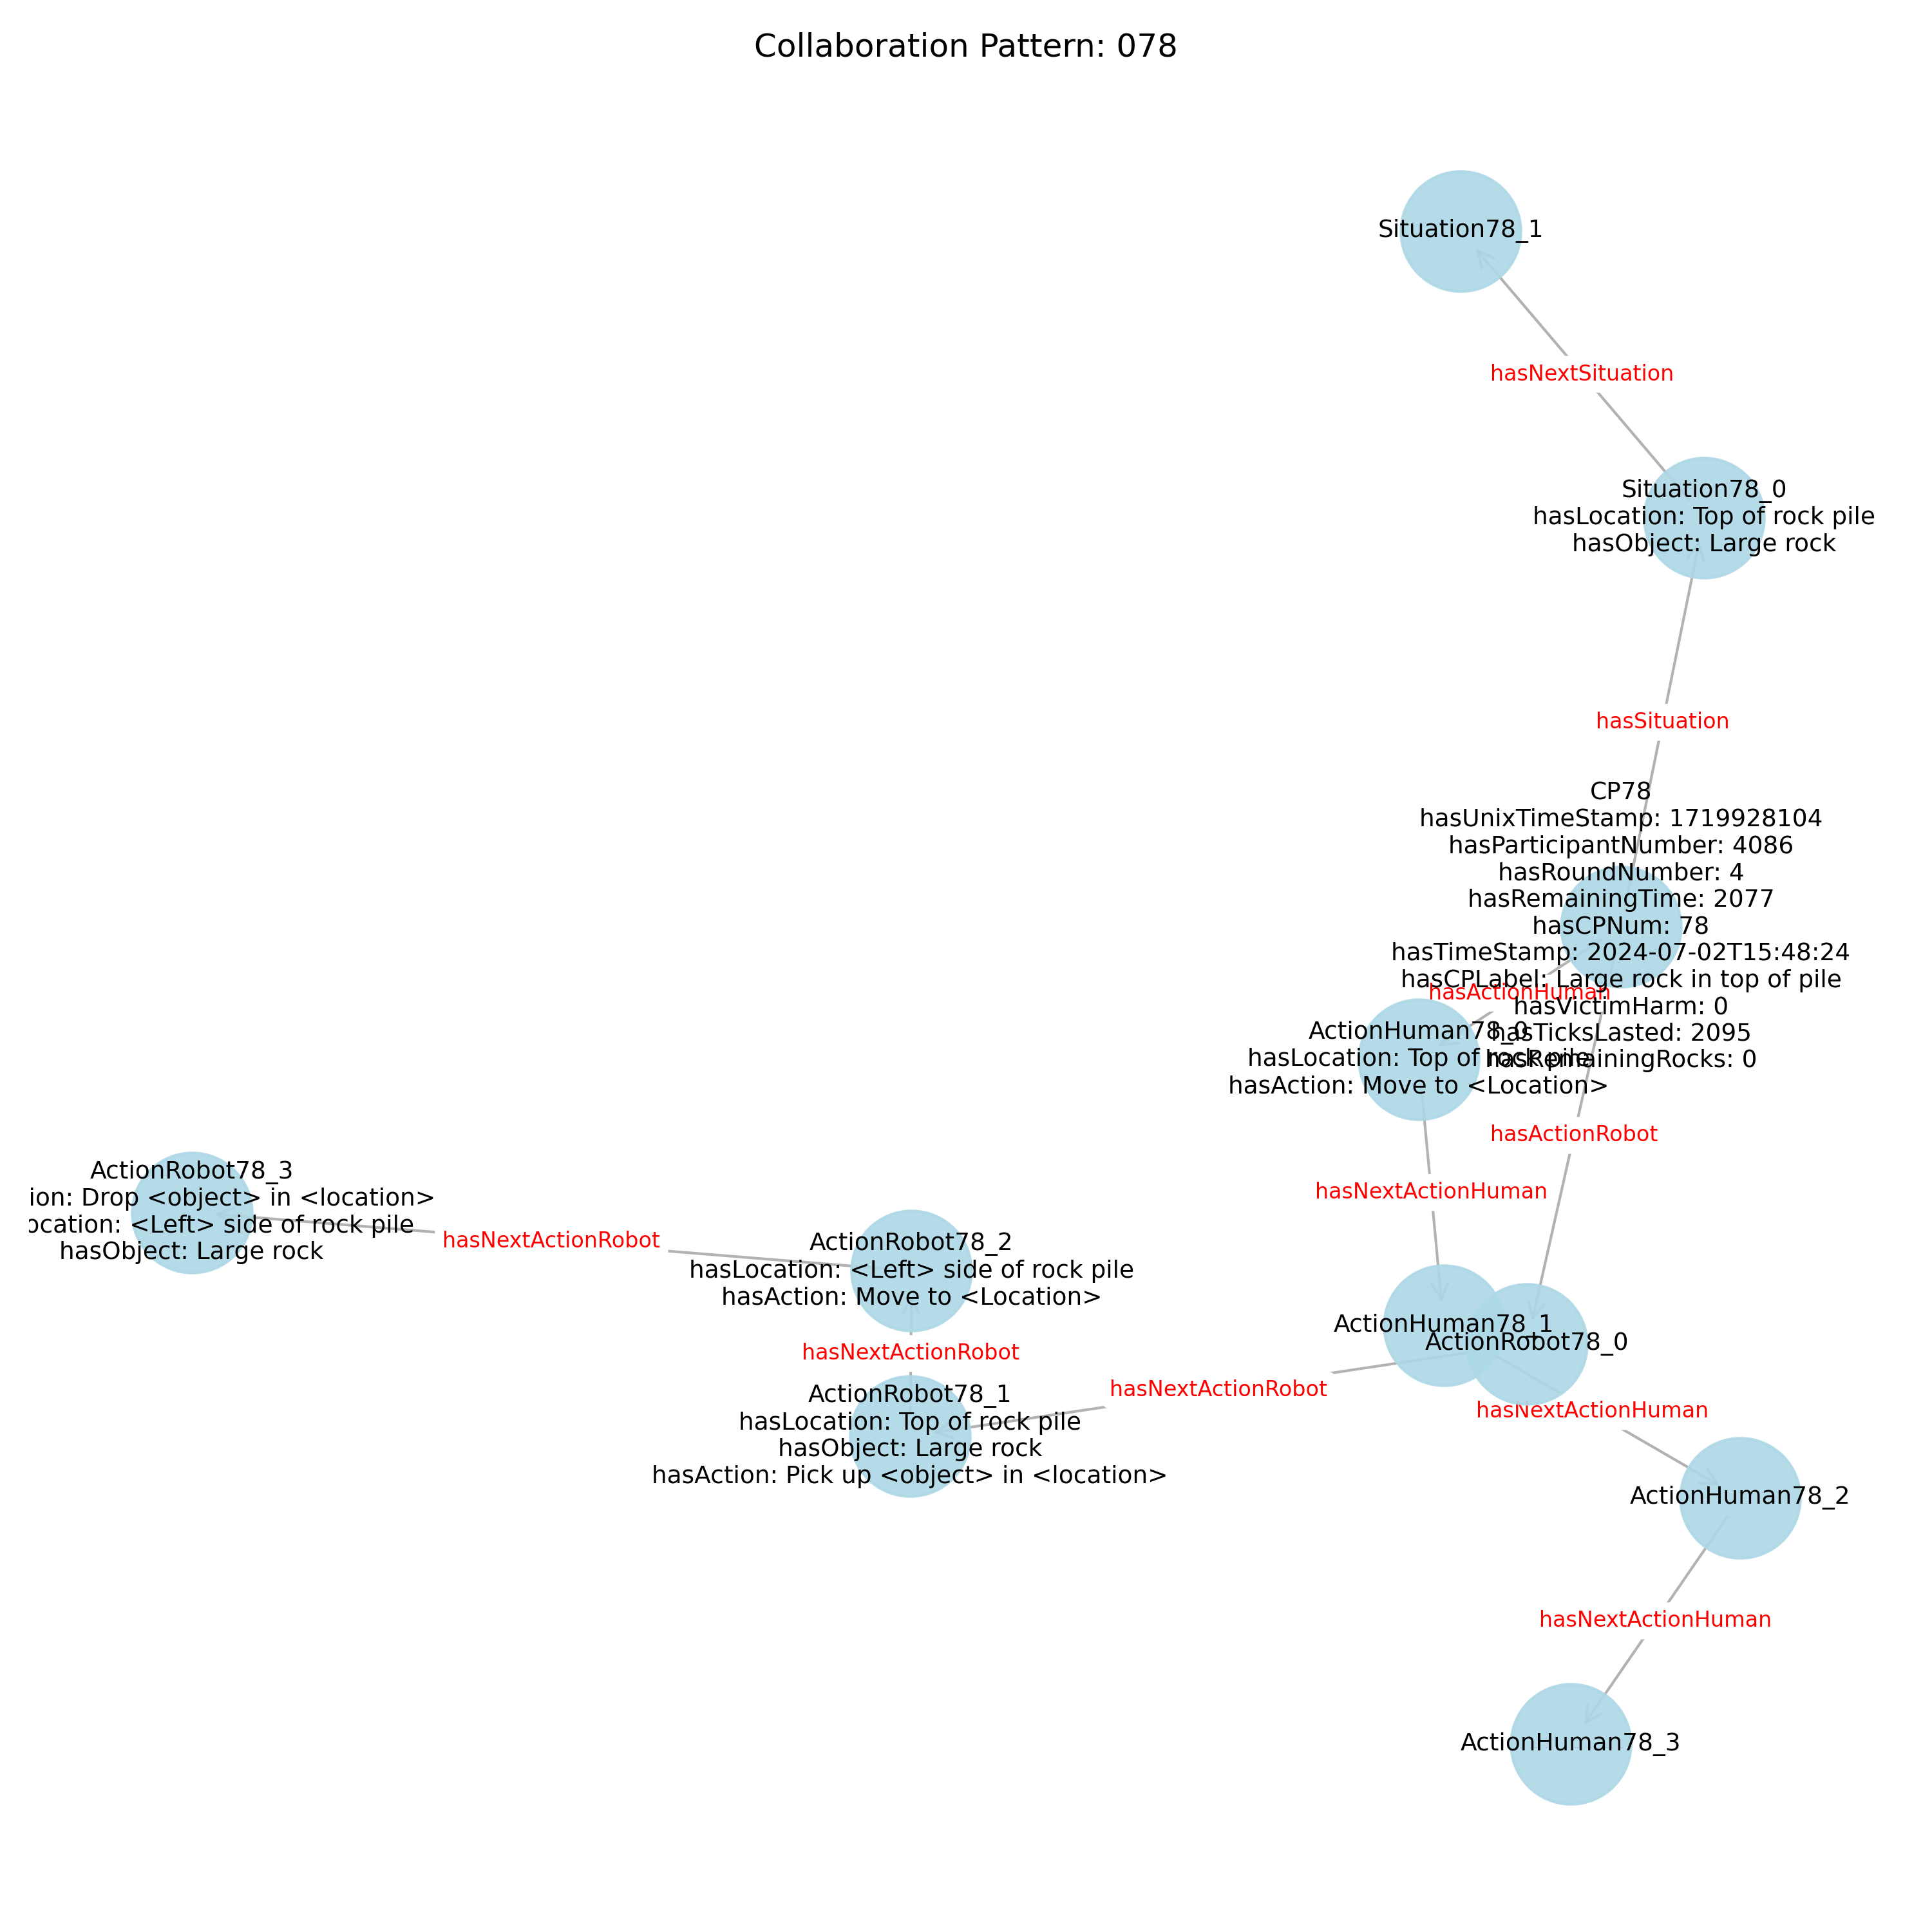 Collaboration Pattern: 078
Situation78_1
hasNextSituation
Situation78_0
hasLocation: Top of rock pile
hasObject: Large rock
hasSituation
CP78
hasUnixTimeStamp: 1719928104
hasParticipantNumber: 4086
hasRoundNumber: 4
hasRemainingTime: 2077
hasCPNum: 78
hasTimeStamp: 2024-07-02T15:48:24
hasCPLabel: Large rock in top of pile
hasVictimHarm: 0
hasTicksLasted: 2095
hasRemainingRocks: 0
hasActionHuman
ActionHuman78_0
hasLocation: Top of rock pile
hasAction: Move to <Location>
hasActionRobot
hasNextActionHuman
ActionRobot78_3
ion: Drop <object> in <location>
ocation: <Left> side of rock pile
hasObject: Large rock
hasNextActionRobot
ActionRobot78_2
hasLocation: <Left> side of rock pile
hasAction: Move to <Location>
hasNextActionRobot
ActionHuman78_1
ActionRobot78_0
hasNextActionRobot
ActionRobot78_1
hasLocation: Top of rock pile
hasObject: Large rock
hasAction: Pick up <object> in <location>
hasNextActionHuman
ActionHuman78_2
hasNextActionHuman
ActionHuman78_3